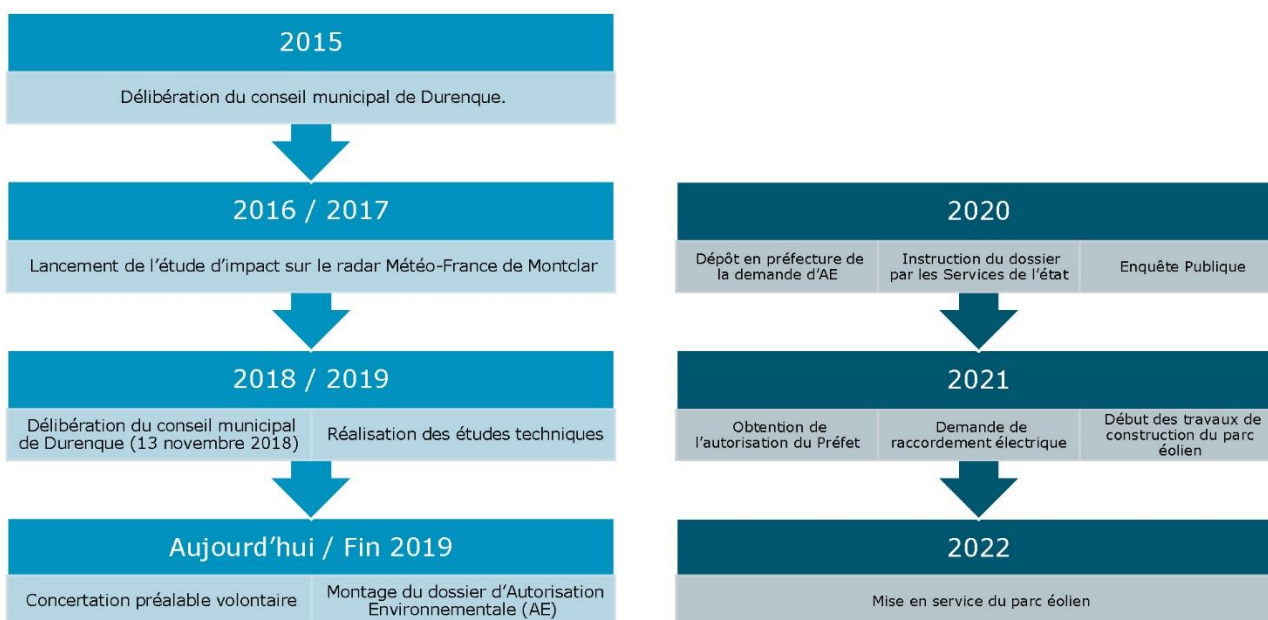 2015
Délibération du conseil municipal de Durenque.
2016 / 2017
Lancement de l'étude d'impact sur le radar Météo-France de Montclar
2018 / 2019
Délibération du conseil municipal
de Durenque (13 novembre 2018)
Réalisation des études techniques
Aujourd'hui / Fin 2019
Concertation préalable volontaire
Montage du dossier d'Autorisation
Environnementale (AE)
2020
Dépôt en préfecture de
la demande d'AE
Instruction du dossier
par les Services de l'état
Enquête Publique
2021
Obtention de
l'autorisation du Préfet
Demande de
raccordement électrique
Début des travaux de
construction du parc
éolien
2022
Mise en service du parc éolien